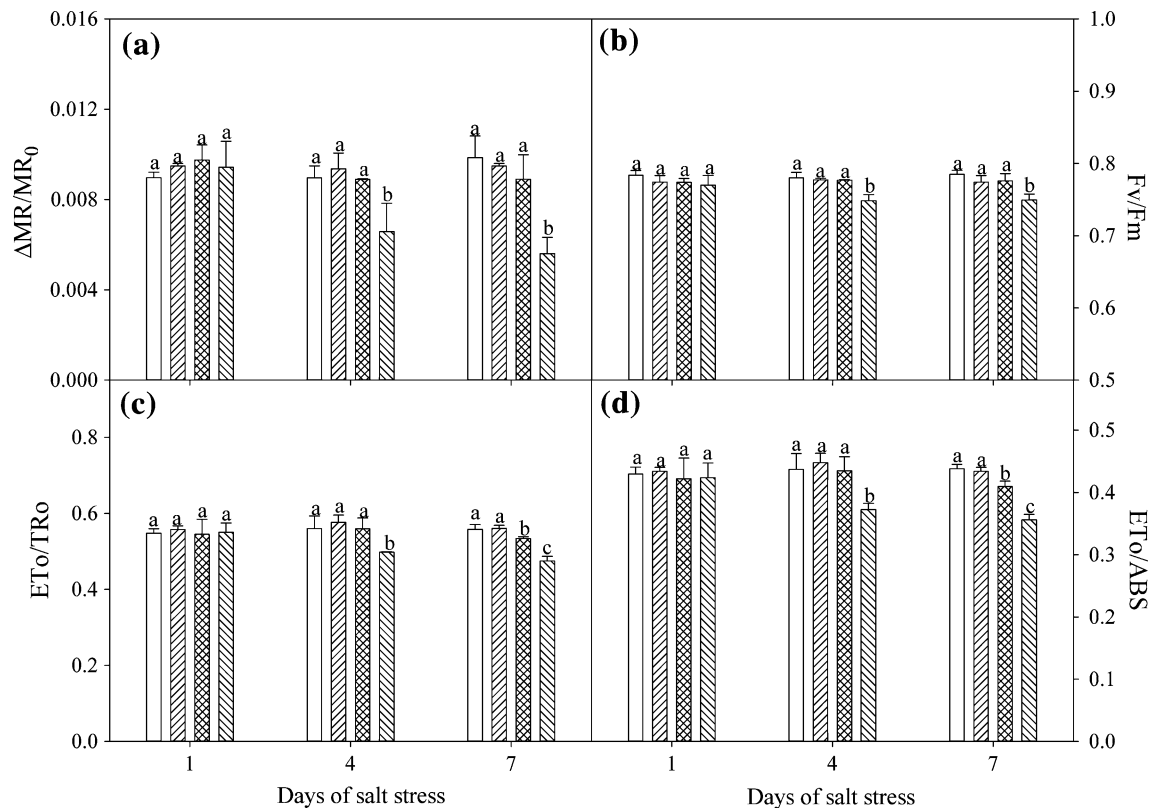 (a)
0.016
0.012
0.008
0.004
0.000
ΔMR/MR0
a a a a
a a a b
a a a b
(b)
1.0
0.9
0.8
0.7
0.6
0.5
Fv/Fm
a a a a
a a a b
a a a b
(c)
0.8
0.6
0.4
0.2
0.0
ETo/TRo
a a a a
a a a b
a a b c
1 4 7
Days of salt stress
(d)
0.5
0.4
0.3
0.2
0.1
0.0
ETo/ABS
a a a a
a a a b
a a b c
1 4 7
Days of salt stress